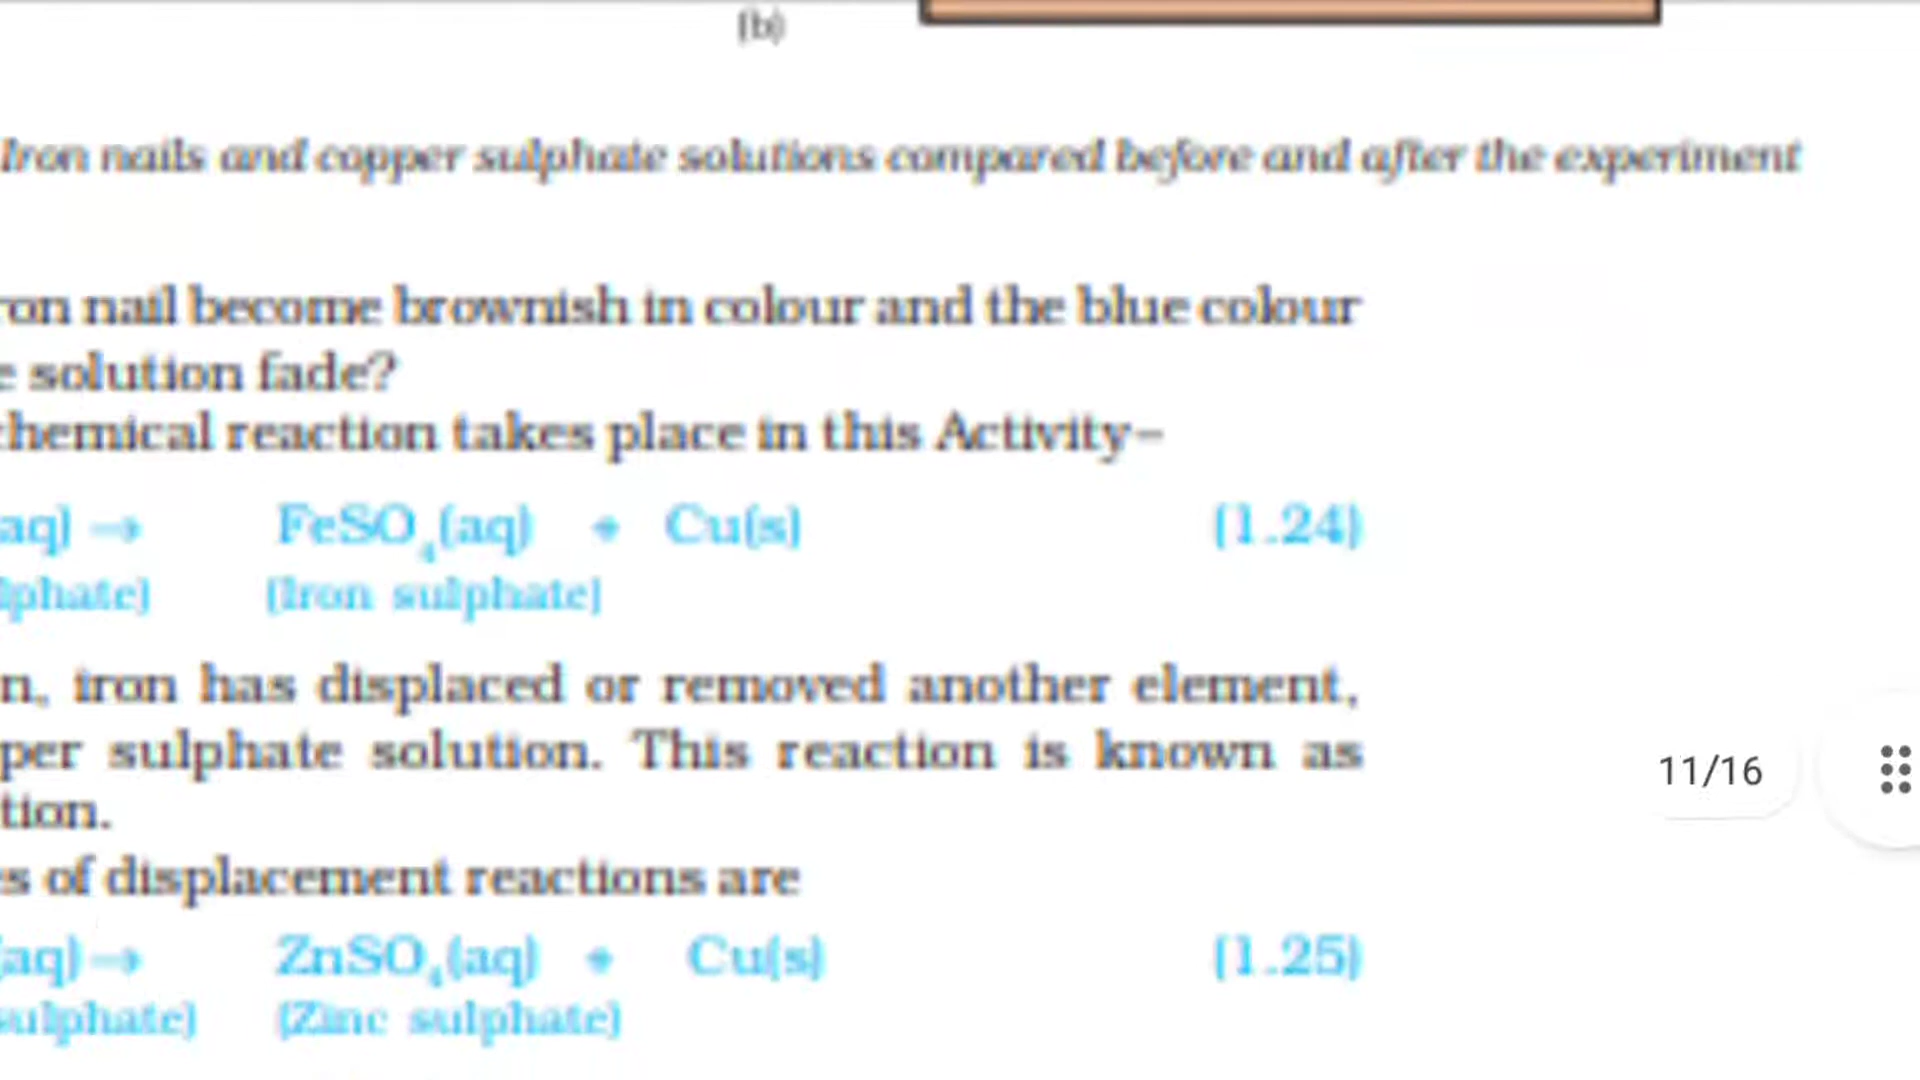 (b)
Iron nails and copper sulphate solutions compared before and after the experiment
ron nail become brownish in colour and the blue colour
e solution fade?
chemical reaction takes place in this Activity–
aq) → FeSO₄(aq) + Cu(s) (1.24)
lphate) (Iron sulphate)
n, iron has displaced or removed another element,
per sulphate solution. This reaction is known as
11/16
tion.
es of displacement reactions are
(aq) → ZnSO₄(aq) + Cu(s) (1.25)
sulphate) (Zinc sulphate)